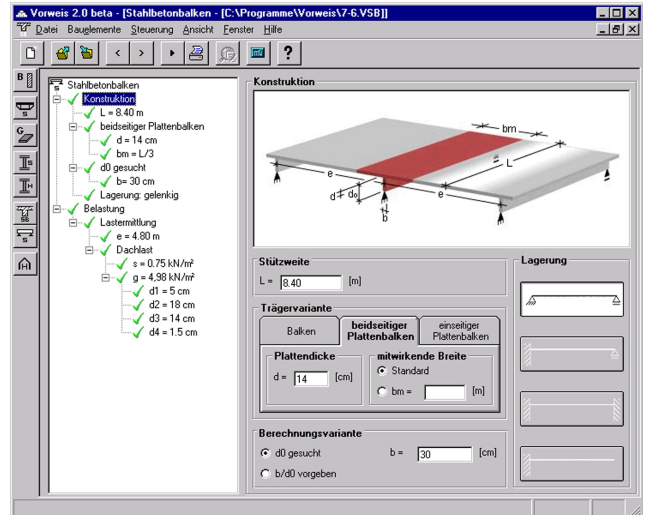 Vorweis 2.0 beta - [Stahlbetonbalken - [C:\Programme\Vorweis\7-6.VSB]]
Datei Bauglemente Steuerung Ansicht Fenster Hilfe
Stahlbetonbalken
Konstruktion
L = 8.40 m
beidseitiger Plattenbalken
d = 14 cm
bm = L/3
d0 gesucht
b= 30 cm
Lagerung: gelenkig
Belastung
Lastermittlung
e = 4.80 m
Dachlast
s = 0.75 kN/m²
g = 4,98 kN/m²
d1 = 5 cm
d2 = 18 cm
d3 = 14 cm
d4 = 1.5 cm
Konstruktion
bm
L
e
d
d₀
e
b
Stützweite
L = 8.40 [m]
Trägervariante
Balken
beidseitiger
Plattenbalken
einseitiger
Plattenbalken
Plattendicke
d = 14 [cm]
mitwirkende Breite
Standard
bm = [m]
Berechnungsvariante
d0 gesucht
b = 30 [cm]
b/d0 vorgeben
Lagerung